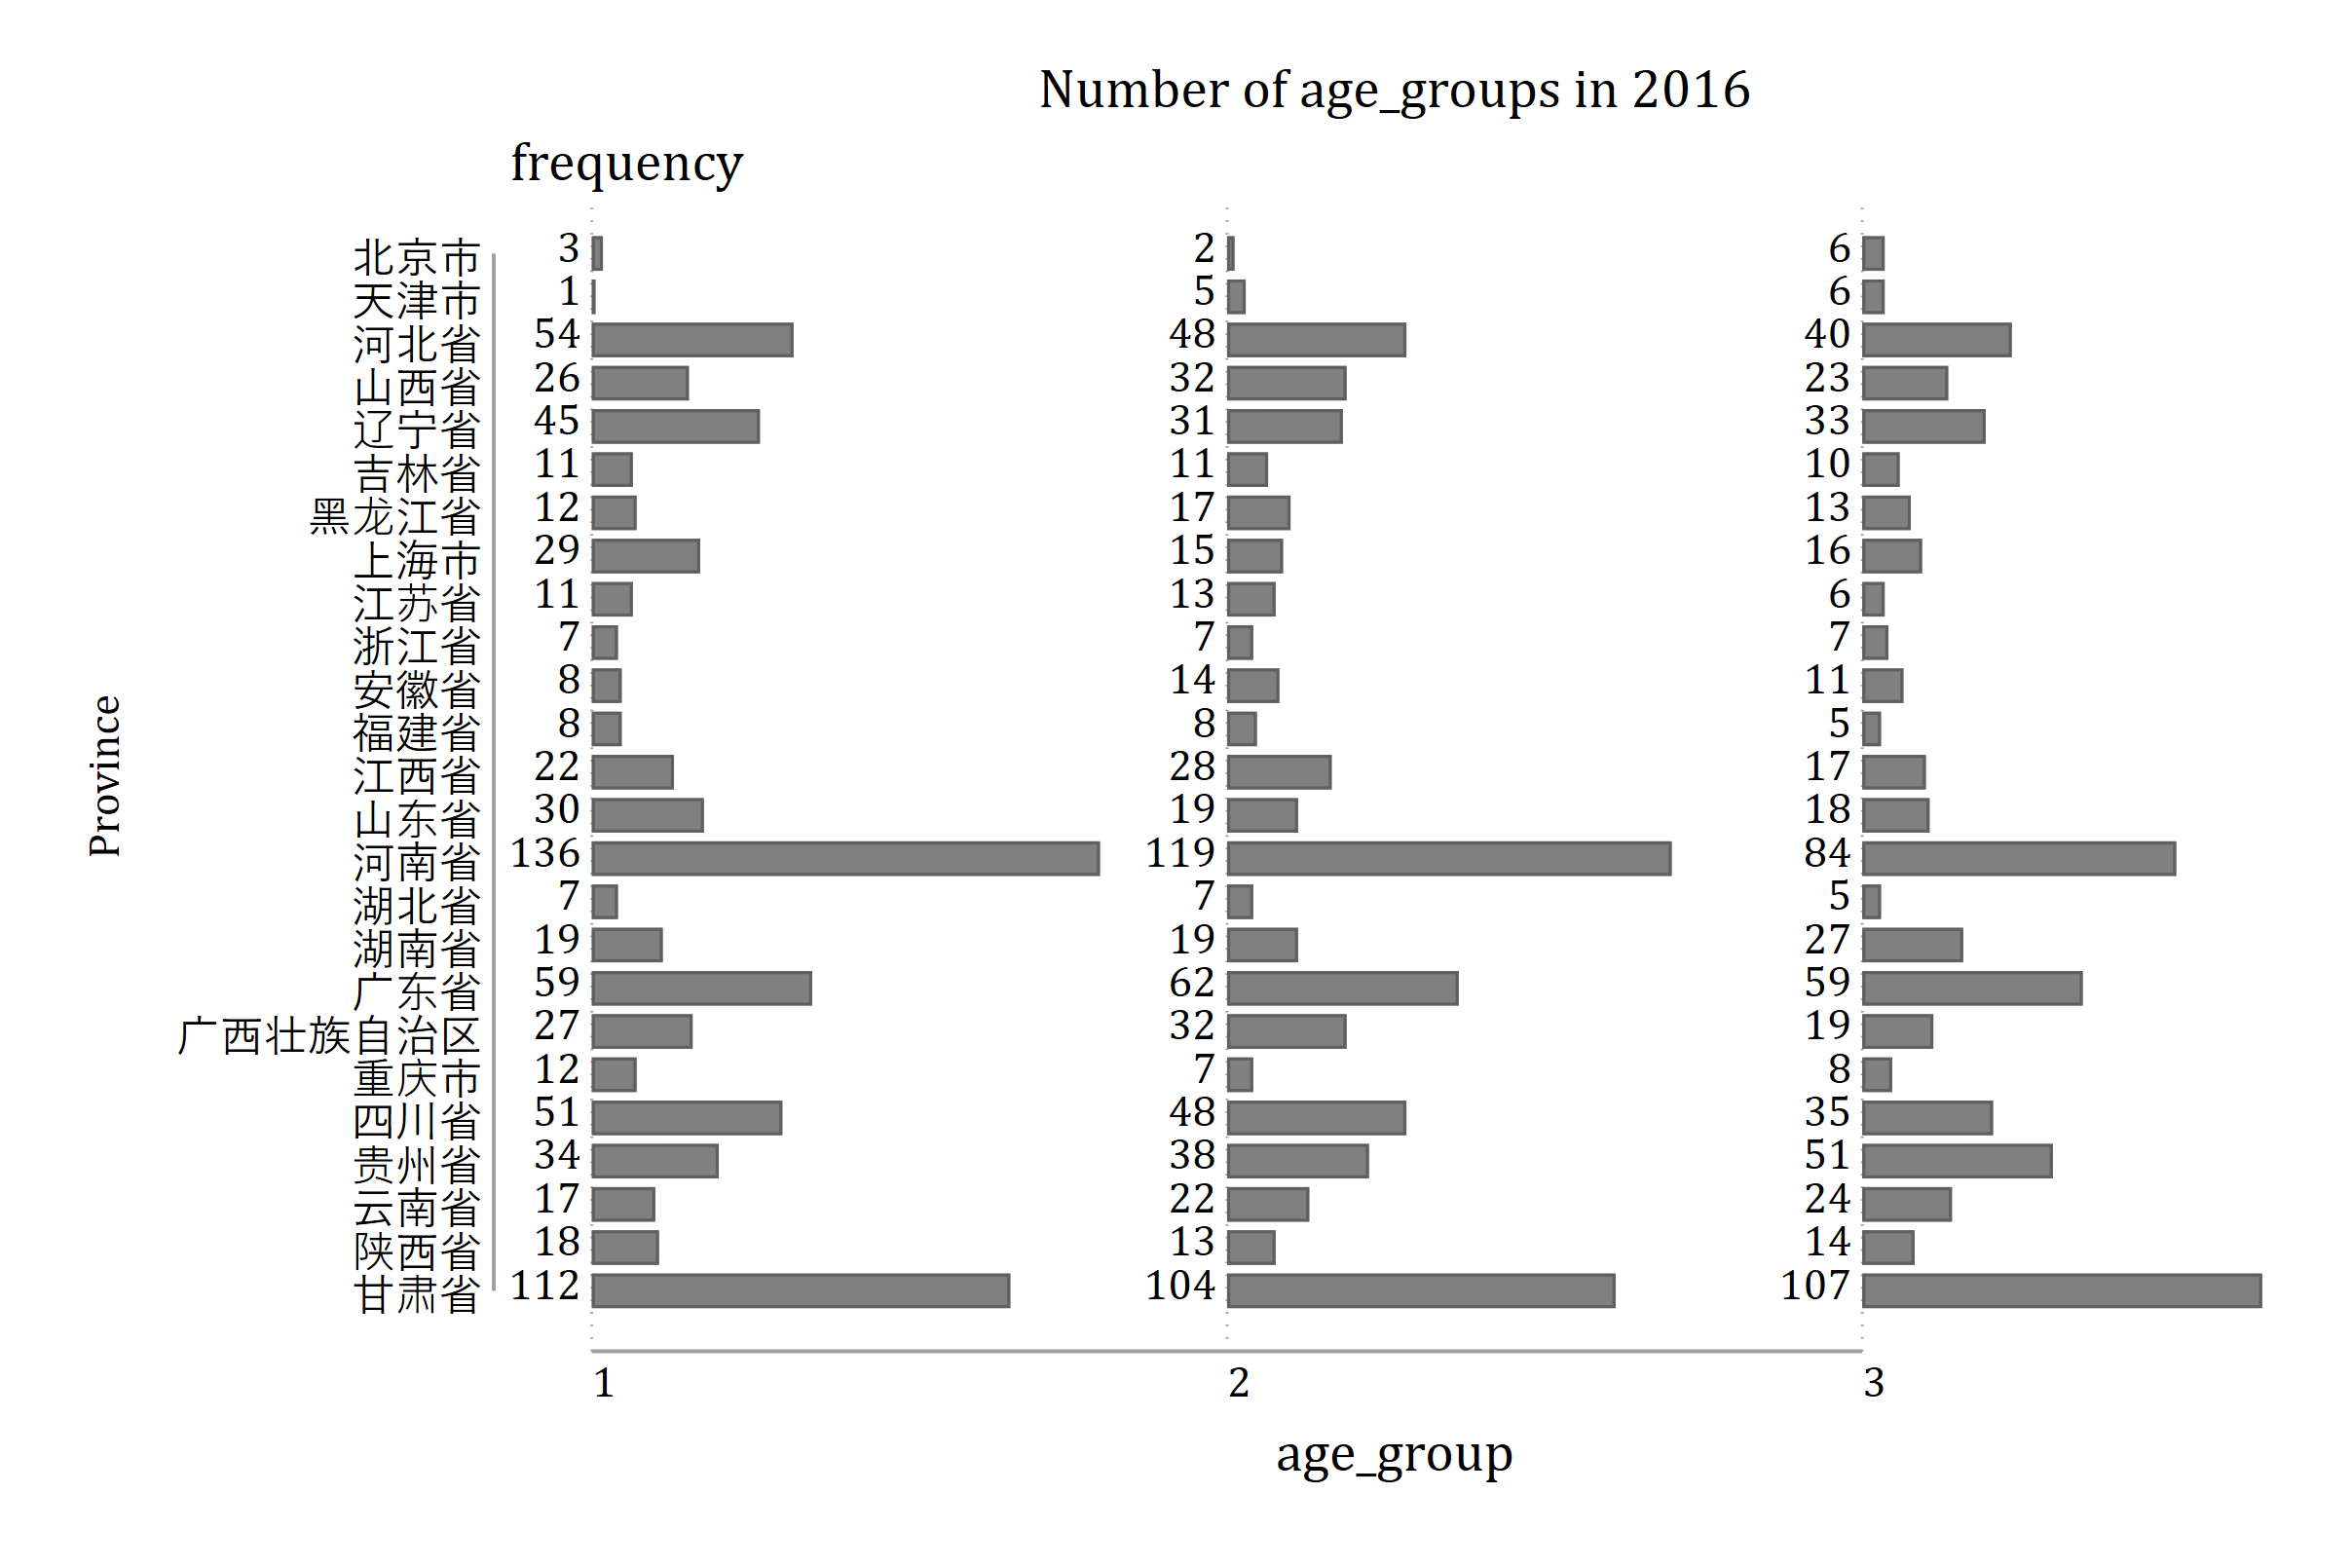 Number of age_groups in 2016
frequency
北京市 3 2 6
天津市 1 5 6
河北省 54 48 40
山西省 26 32 23
辽宁省 45 31 33
吉林省 11 11 10
黑龙江省 12 17 13
上海市 29 15 16
江苏省 11 13 6
浙江省 7 7 7
安徽省 8 14 11
福建省 8 8 5
江西省 22 28 17
山东省 30 19 18
河南省 136 119 84
湖北省 7 7 5
湖南省 19 19 27
广东省 59 62 59
广西壮族自治区 27 32 19
重庆市 12 7 8
四川省 51 48 35
贵州省 34 38 51
云南省 17 22 24
陕西省 18 13 14
甘肃省 112 104 107
Province
1 2 3
age_group